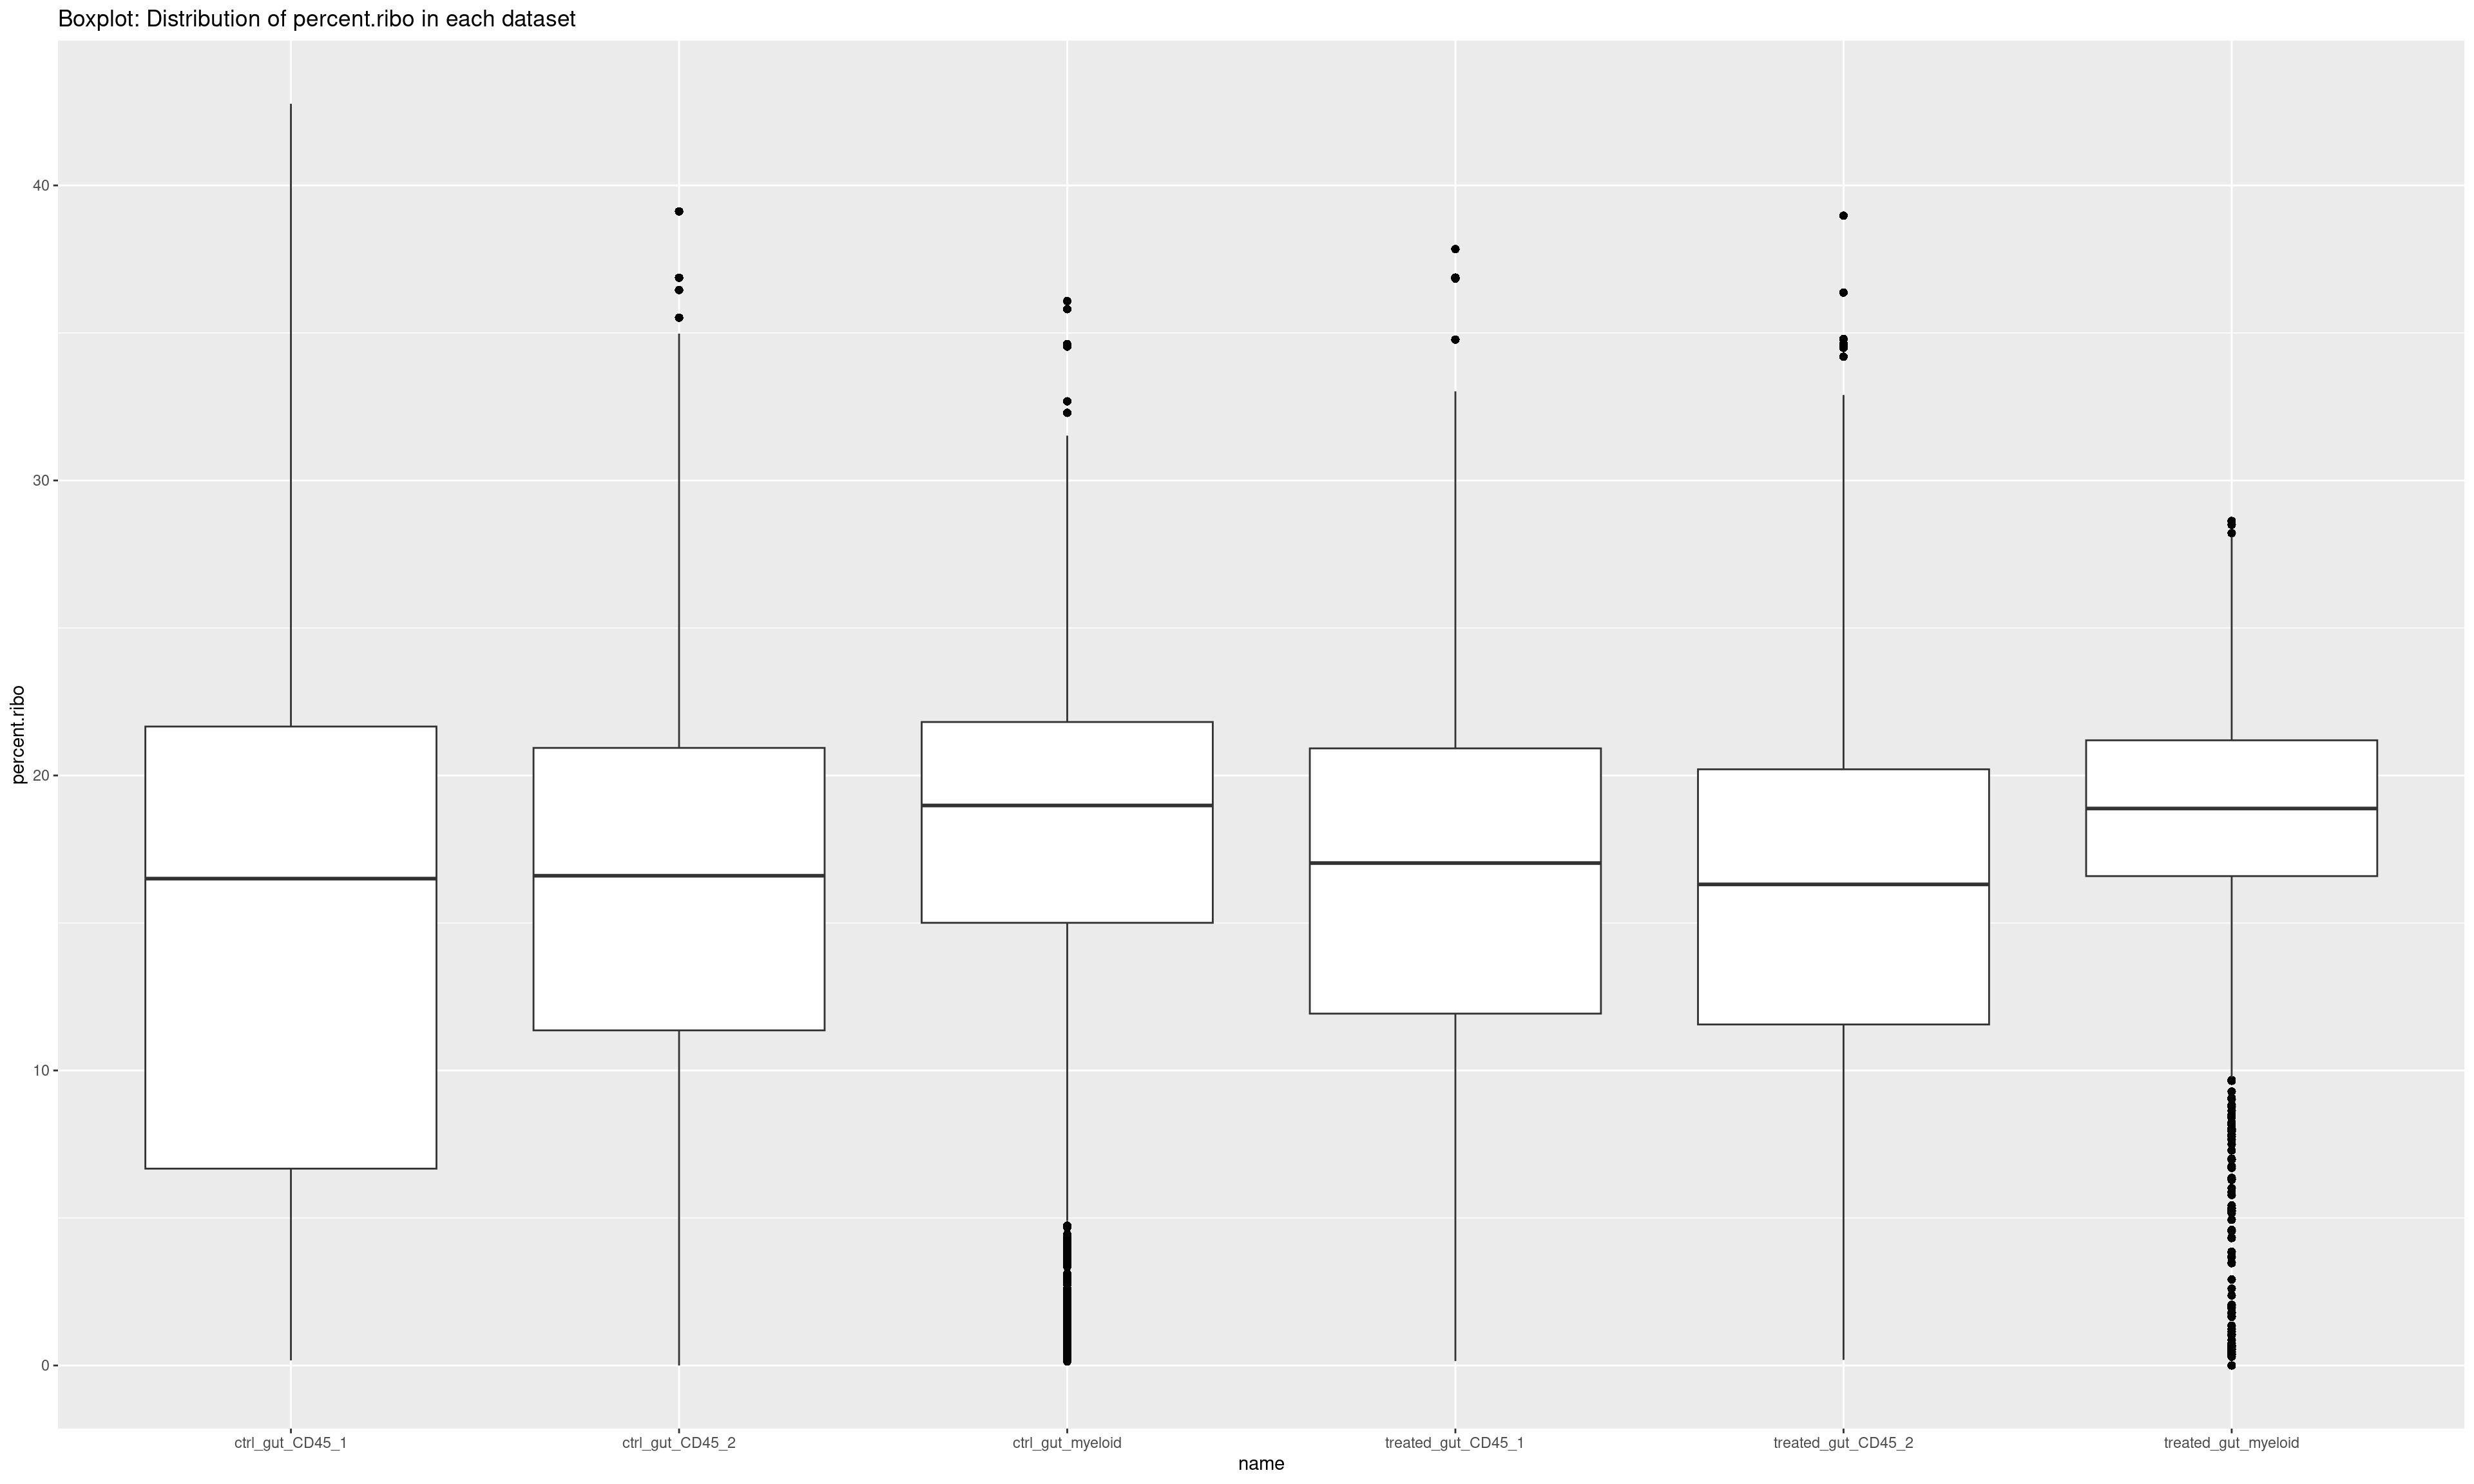 Boxplot: Distribution of percent.ribo in each dataset
percent.ribo
40
30
20
10
0
ctrl_gut_CD45_1 ctrl_gut_CD45_2 ctrl_gut_myeloid treated_gut_CD45_1 treated_gut_CD45_2 treated_gut_myeloid
name